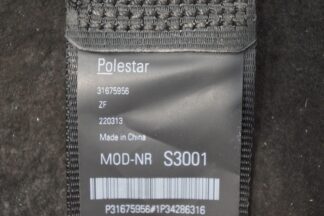 Polestar
31675956
ZF
220313
Made in China
MOD-NR S3001
P31675956#1P34286316